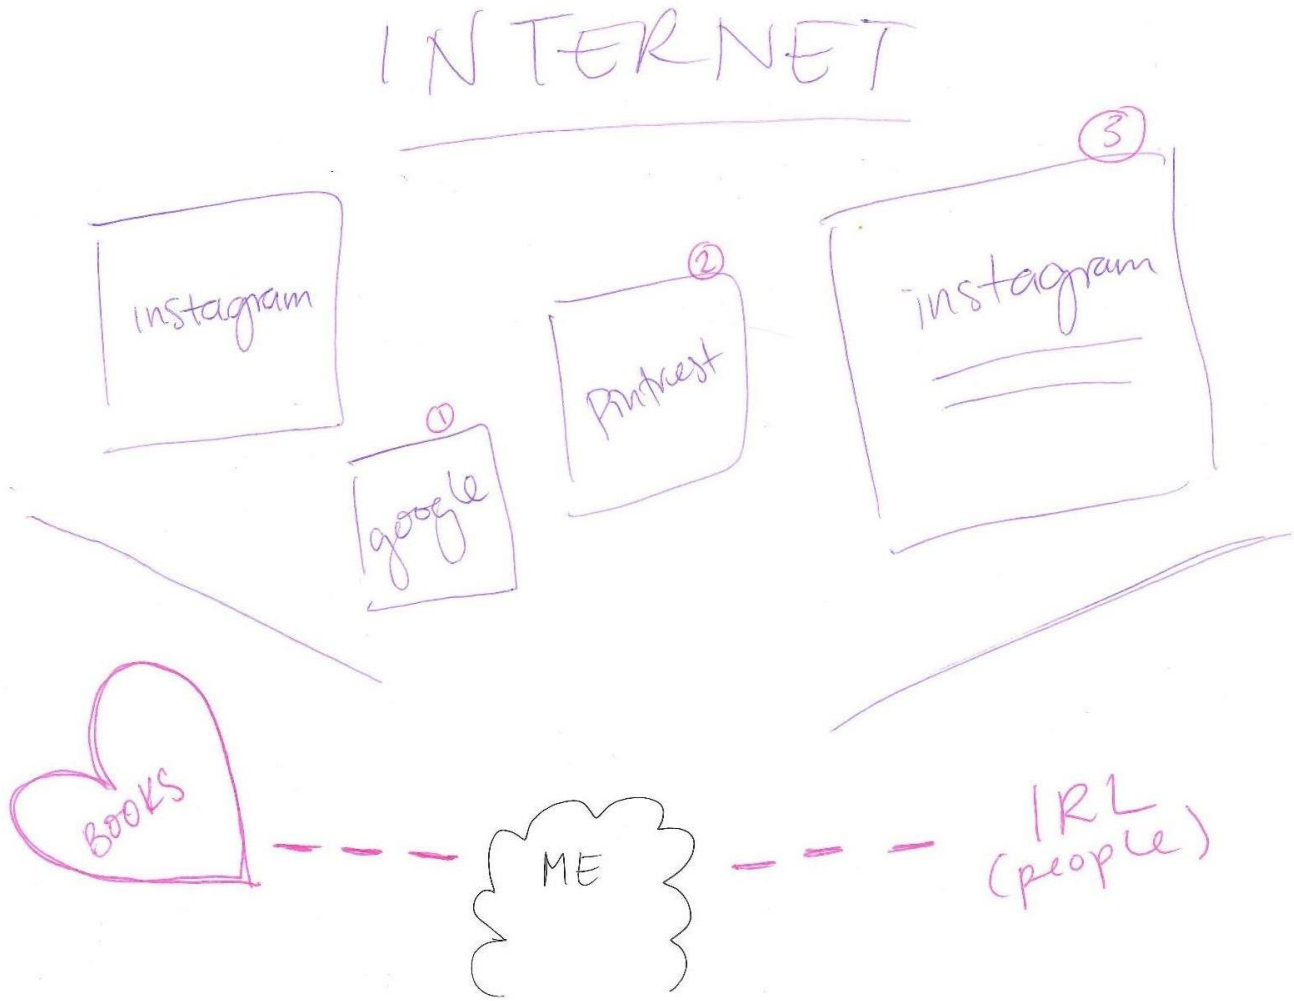 INTERNET
3
instagram
2
instagram
Pintrest
1
google
BOOKS
ME
IRL
(people)